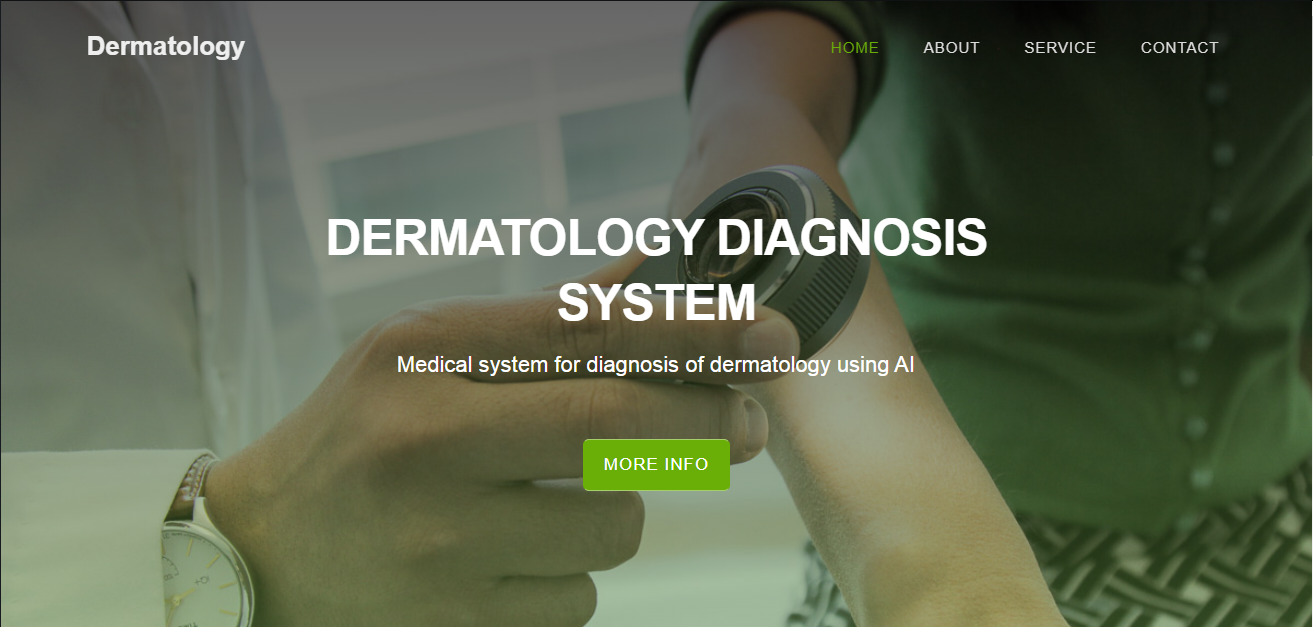 Dermatology
HOME ABOUT SERVICE CONTACT
DERMATOLOGY DIAGNOSIS
SYSTEM
Medical system for diagnosis of dermatology using AI
MORE INFO